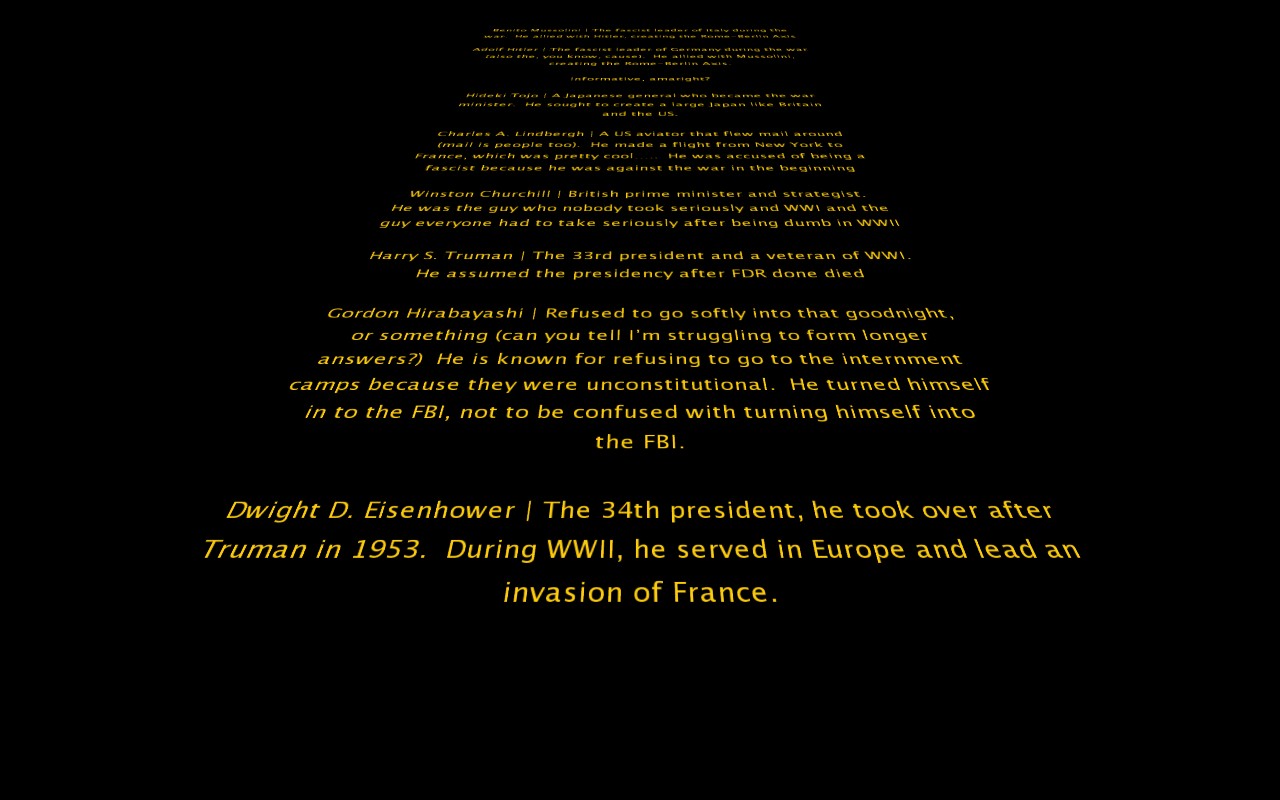 Benito Mussolini | The fascist leader of Italy during the
war. He allied with Hitler, creating the Rome-Berlin Axis
Adolf Hitler | The fascist leader of Germany during the war
(also the, you know, cause). He allied with Mussolini,
creating the Rome-Berlin Axis.
informative, amaright?
Hideki Tojo | A Japanese general who became the war
minister. He sought to create a large Japan like Britain
and the US.
Charles A. Lindbergh | A US aviator that flew mail around
(mail is people too). He made a flight from New York to
France, which was pretty cool..... He was accused of being a
fascist because he was against the war in the beginning
Winston Churchill | British prime minister and strategist.
He was the guy who nobody took seriously and WWI and the
guy everyone had to take seriously after being dumb in WWII
Harry S. Truman | The 33rd president and a veteran of WWI.
He assumed the presidency after FDR done died
Gordon Hirabayashi | Refused to go softly into that goodnight,
or something (can you tell I'm struggling to form longer
answers?) He is known for refusing to go to the internment
camps because they were unconstitutional. He turned himself
in to the FBI, not to be confused with turning himself into
the FBI.
Dwight D. Eisenhower | The 34th president, he took over after
Truman in 1953. During WWII, he served in Europe and lead an
invasion of France.